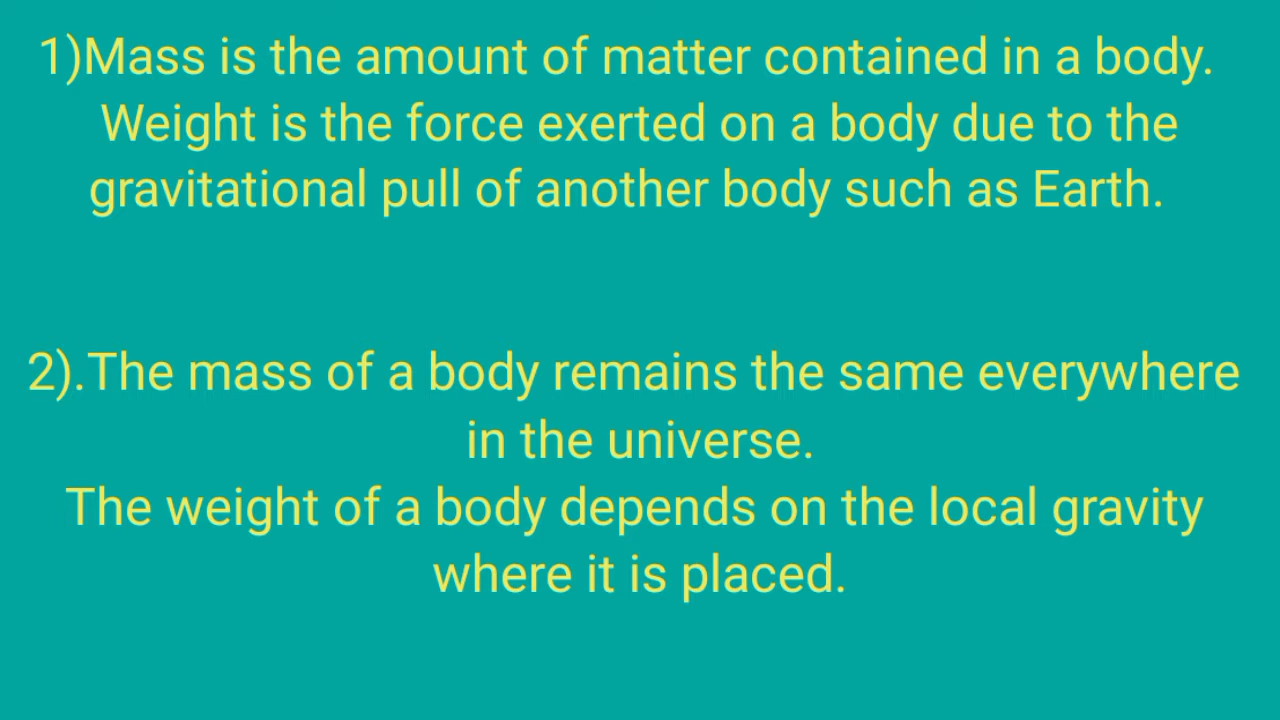 1)Mass is the amount of matter contained in a body.
Weight is the force exerted on a body due to the
gravitational pull of another body such as Earth.
2).The mass of a body remains the same everywhere
in the universe.
The weight of a body depends on the local gravity
where it is placed.